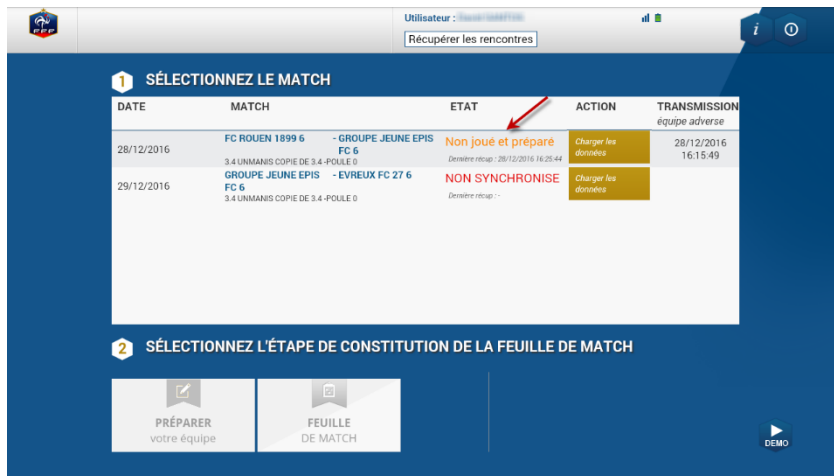 FFF
Utilisateur :
Récupérer les rencontres
i
1 SÉLECTIONNEZ LE MATCH
DATE MATCH ETAT ACTION TRANSMISSION
équipe adverse
28/12/2016 FC ROUEN 1899 6 - GROUPE JEUNE EPIS FC 6 Non joué et préparé Charger les données 28/12/2016 16:15:49
3.4 UNMANIS COPIE DE 3.4 -POULE 0 Dernière récup : 28/12/2016 16:25:44
29/12/2016 GROUPE JEUNE EPIS FC 6 - EVREUX FC 27 6 NON SYNCHRONISE Charger les données
3.4 UNMANIS COPIE DE 3.4 -POULE 0 Dernière récup : -
2 SÉLECTIONNEZ L'ÉTAPE DE CONSTITUTION DE LA FEUILLE DE MATCH
PRÉPARER
votre équipe
FEUILLE
DE MATCH
DEMO